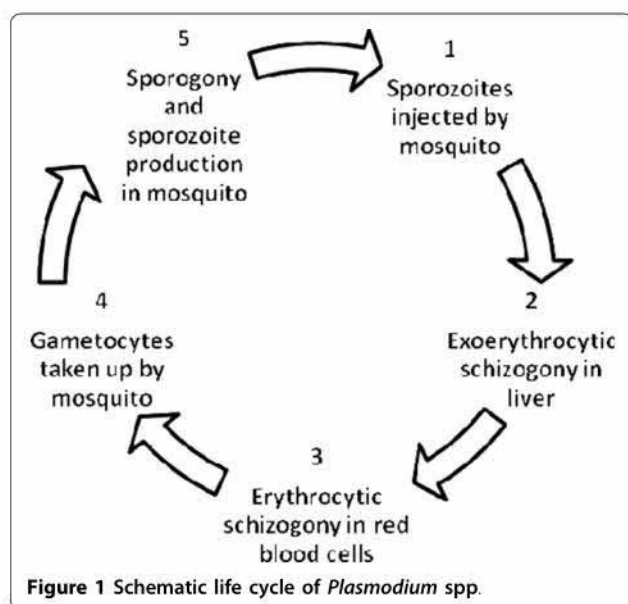 1
Sporozoites
injected by
mosquito
2
Exoerythrocytic
schizogony in
liver
3
Erythrocytic
schizogony in red
blood cells
4
Gametocytes
taken up by
mosquito
5
Sporogony
and
sporozoite
production
in mosquito
Figure 1 Schematic life cycle of Plasmodium spp.